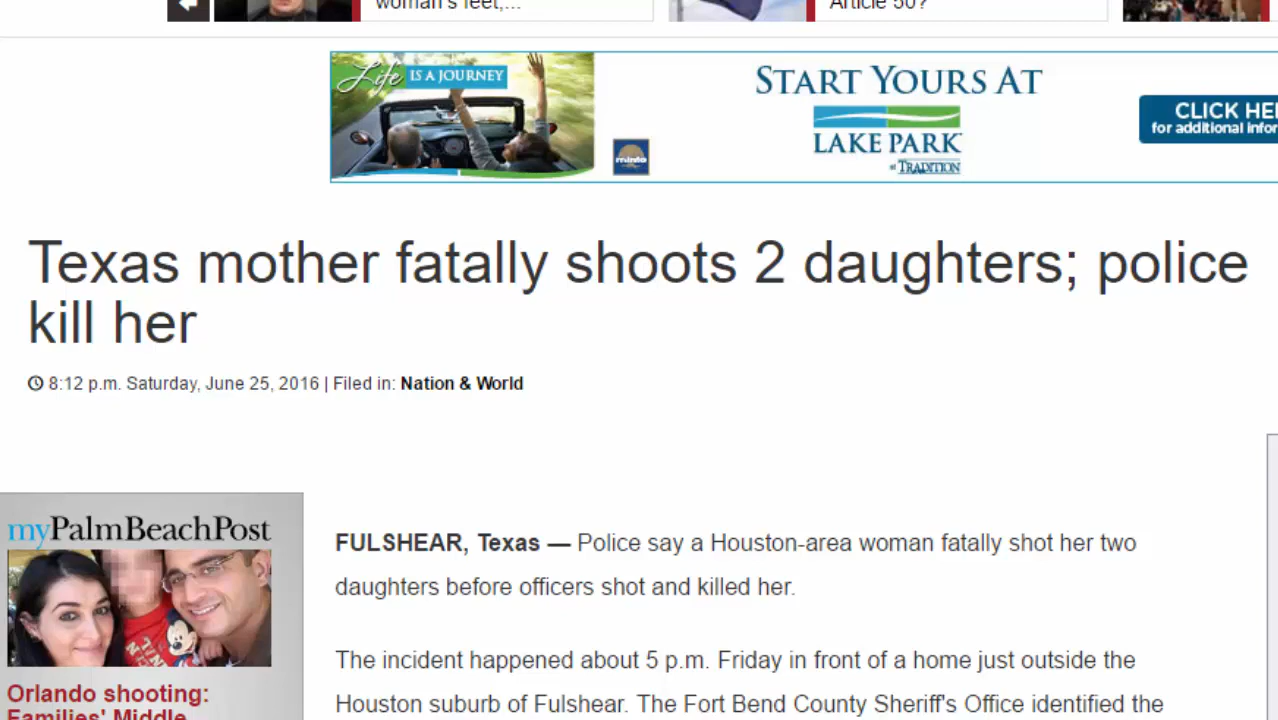 woman's feet,...
Article 50?
Life IS A JOURNEY
minto
START YOURS AT
LAKE PARK
at TRADITION
CLICK HE
for additional infor
Texas mother fatally shoots 2 daughters; police
kill her
8:12 p.m. Saturday, June 25, 2016 | Filed in: Nation & World
myPalmBeachPost
Orlando shooting:
Families' Middle
FULSHEAR, Texas — Police say a Houston-area woman fatally shot her two
daughters before officers shot and killed her.
The incident happened about 5 p.m. Friday in front of a home just outside the
Houston suburb of Fulshear. The Fort Bend County Sheriff's Office identified the